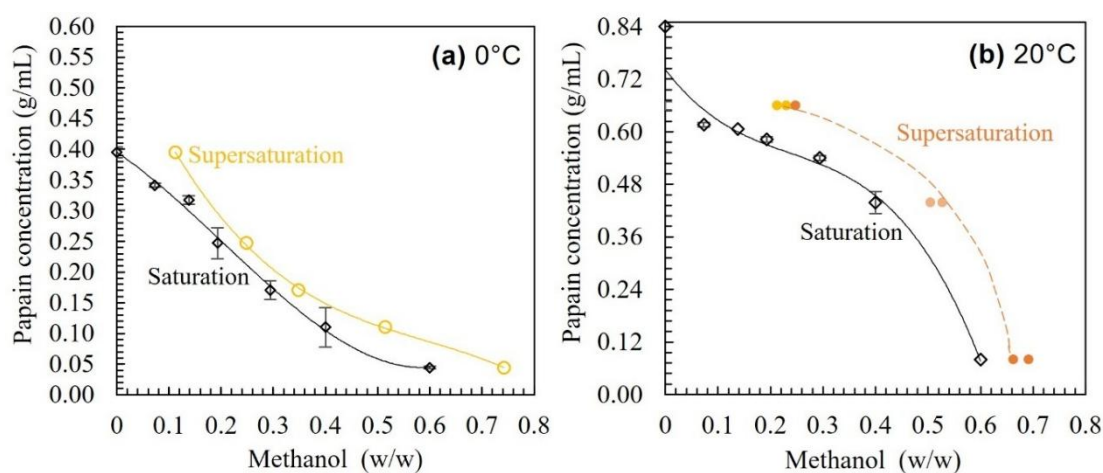 (a) 0°C
Papain concentration (g/mL)
0.60
0.55
0.50
0.45
0.40
0.35
0.30
0.25
0.20
0.15
0.10
0.05
0.00
Supersaturation
Saturation
0 0.1 0.2 0.3 0.4 0.5 0.6 0.7 0.8
Methanol (w/w)
(b) 20°C
Papain concentration (g/mL)
0.84
0.72
0.60
0.48
0.36
0.24
0.12
0.00
Supersaturation
Saturation
0 0.1 0.2 0.3 0.4 0.5 0.6 0.7 0.8
Methanol (w/w)